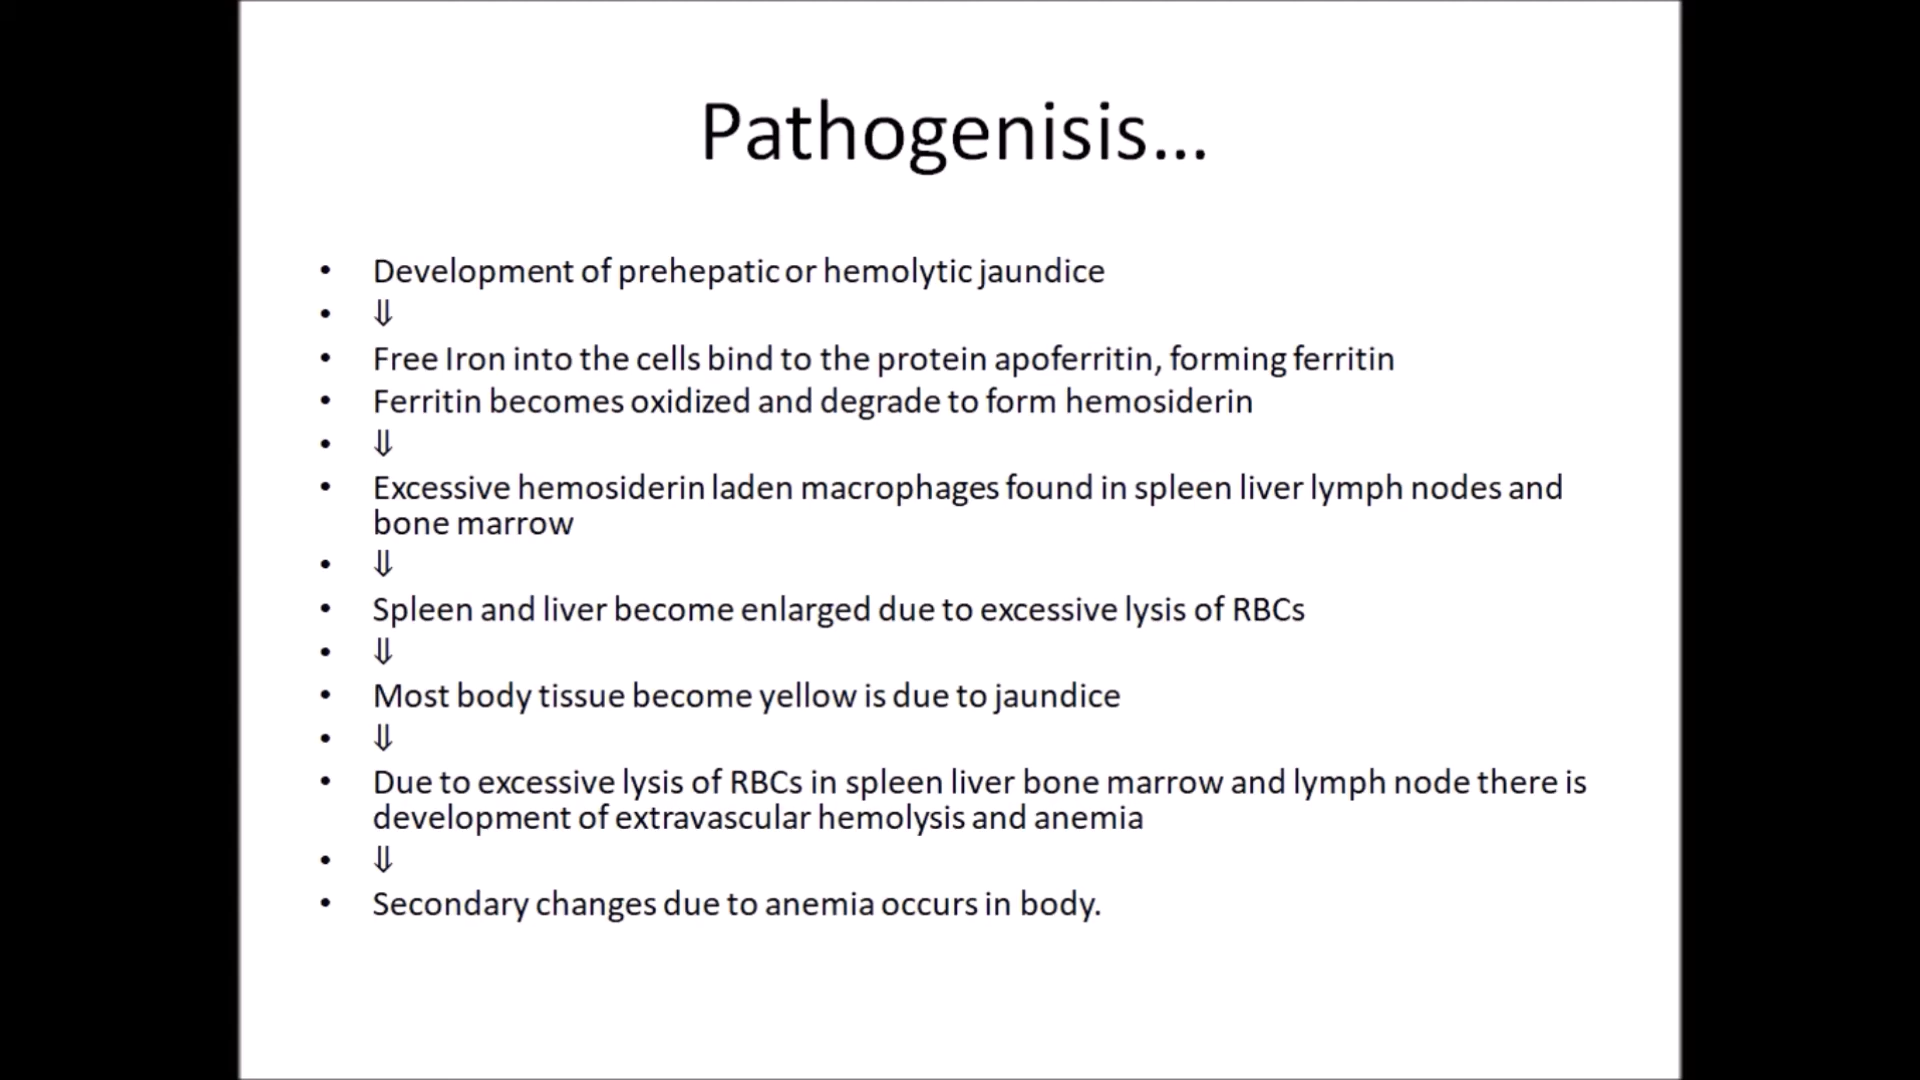 Pathogenisis...
• Development of prehepatic or hemolytic jaundice
• ⇓
• Free Iron into the cells bind to the protein apoferritin, forming ferritin
• Ferritin becomes oxidized and degrade to form hemosiderin
• ⇓
• Excessive hemosiderin laden macrophages found in spleen liver lymph nodes and
bone marrow
• ⇓
• Spleen and liver become enlarged due to excessive lysis of RBCs
• ⇓
• Most body tissue become yellow is due to jaundice
• ⇓
• Due to excessive lysis of RBCs in spleen liver bone marrow and lymph node there is
development of extravascular hemolysis and anemia
• ⇓
• Secondary changes due to anemia occurs in body.